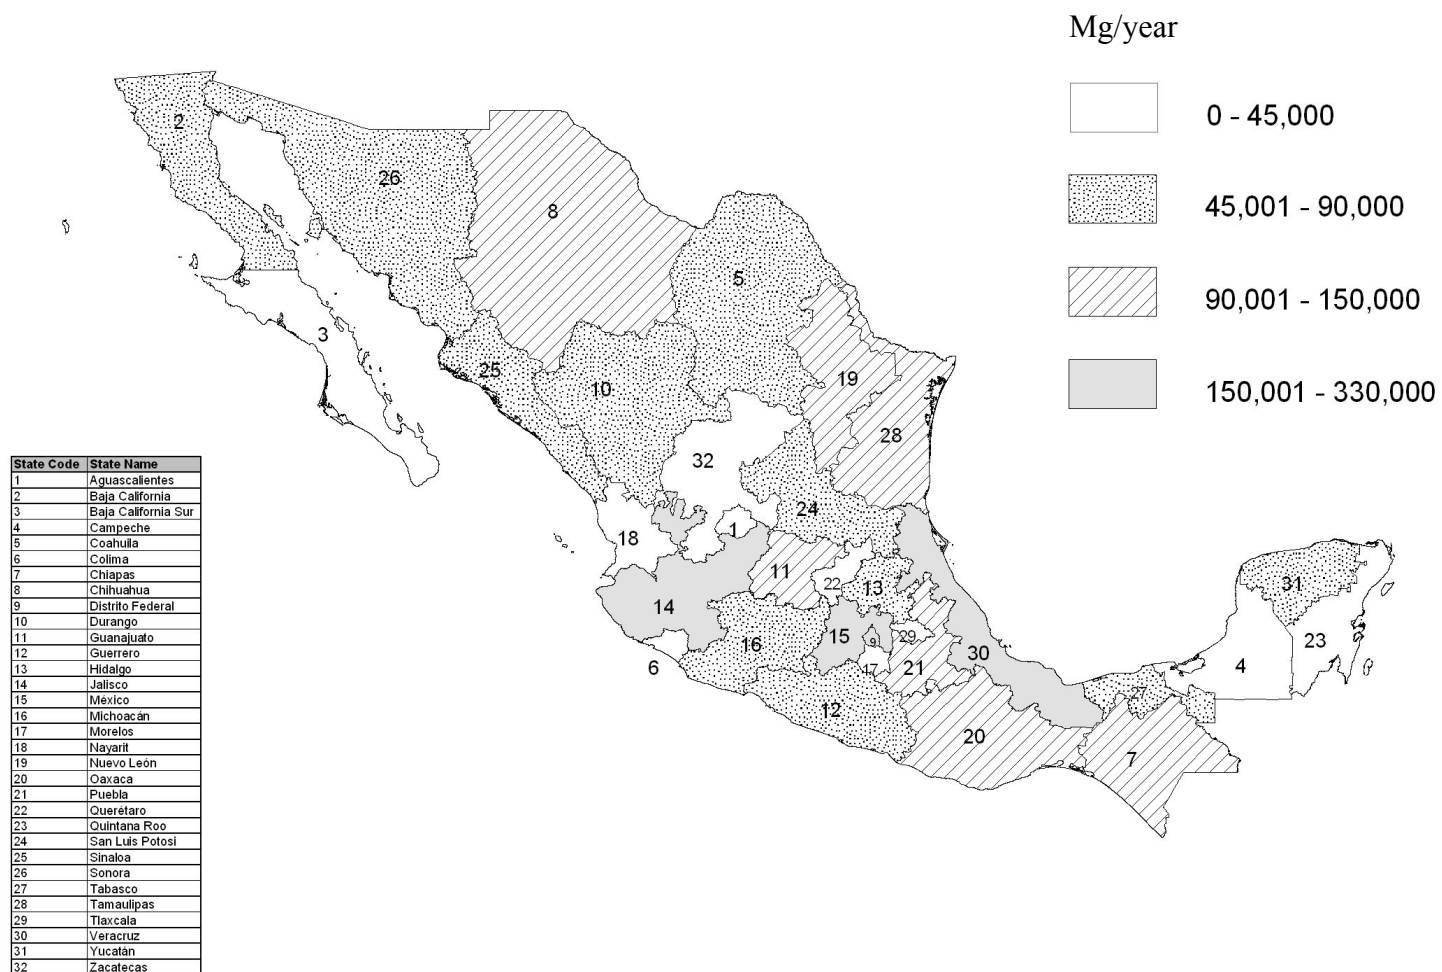 Mg/year
0 - 45,000
45,001 - 90,000
90,001 - 150,000
150,001 - 330,000
2
26
8
5
3
25
10
19
28
32
24
1
18
11
22
13
31
14
15
9
29
16
30
23
6
17
21
4
27
12
20
7
State Code State Name
1 Aguascalientes
2 Baja California
3 Baja California Sur
4 Campeche
5 Coahuila
6 Colima
7 Chiapas
8 Chihuahua
9 Distrito Federal
10 Durango
11 Guanajuato
12 Guerrero
13 Hidalgo
14 Jalisco
15 México
16 Michoacán
17 Morelos
18 Nayarit
19 Nuevo León
20 Oaxaca
21 Puebla
22 Querétaro
23 Quintana Roo
24 San Luis Potosi
25 Sinaloa
26 Sonora
27 Tabasco
28 Tamaulipas
29 Tlaxcala
30 Veracruz
31 Yucatán
32 Zacatecas